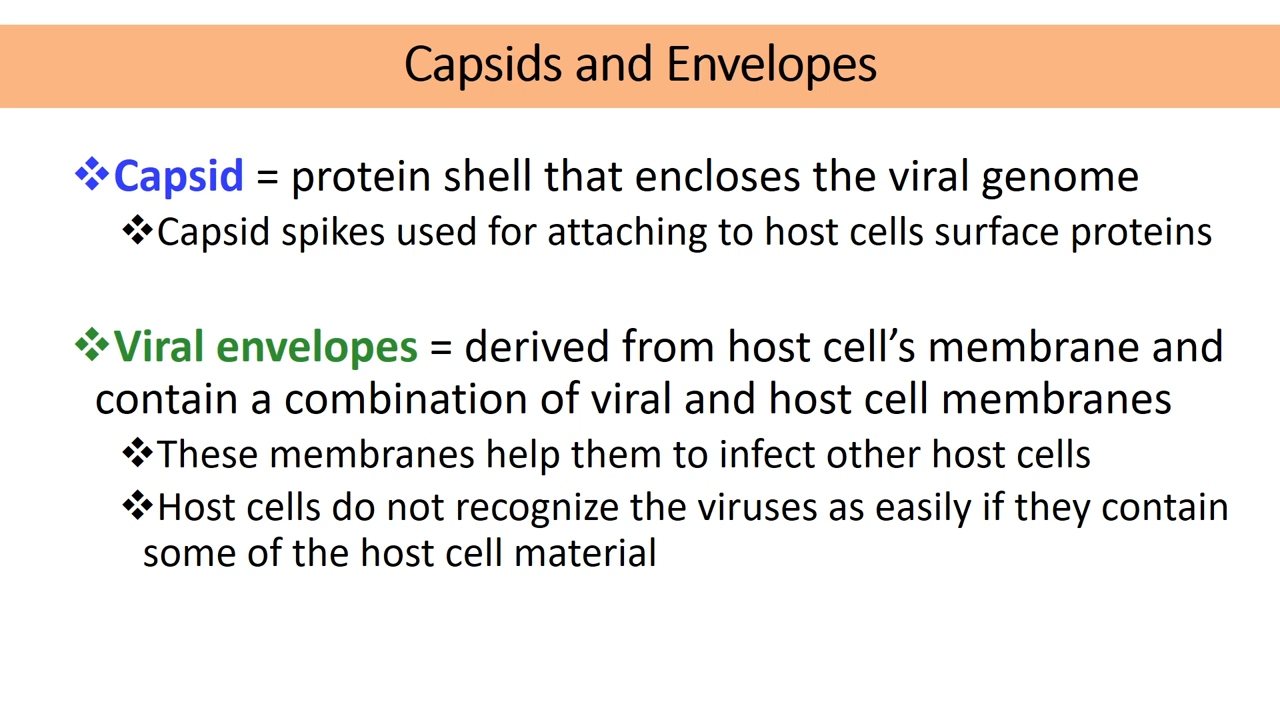 Capsids and Envelopes
❖Capsid = protein shell that encloses the viral genome
❖Capsid spikes used for attaching to host cells surface proteins
❖Viral envelopes = derived from host cell’s membrane and
contain a combination of viral and host cell membranes
❖These membranes help them to infect other host cells
❖Host cells do not recognize the viruses as easily if they contain
some of the host cell material